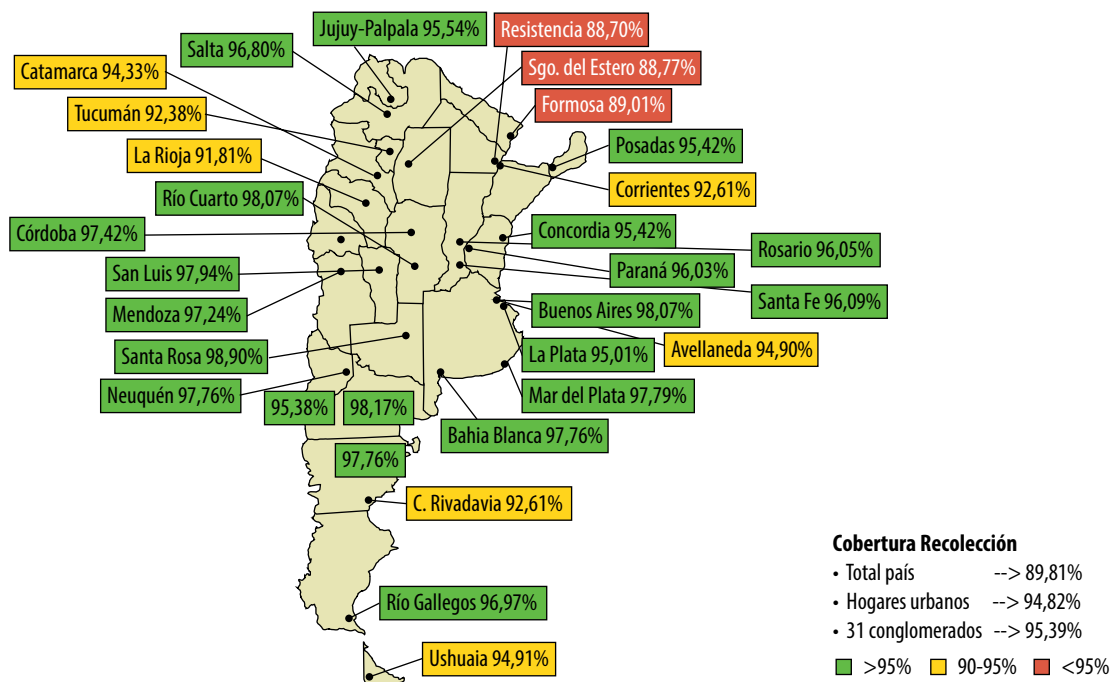 Jujuy-Palpala 95,54%
Resistencia 88,70%
Salta 96,80%
Sgo. del Estero 88,77%
Catamarca 94,33%
Formosa 89,01%
Tucumán 92,38%
Posadas 95,42%
La Rioja 91,81%
Corrientes 92,61%
Río Cuarto 98,07%
Córdoba 97,42%
Concordia 95,42%
Rosario 96,05%
San Luis 97,94%
Paraná 96,03%
Santa Fe 96,09%
Mendoza 97,24%
Buenos Aires 98,07%
Avellaneda 94,90%
Santa Rosa 98,90%
La Plata 95,01%
Neuquén 97,76%
Mar del Plata 97,79%
95,38%
98,17%
Bahia Blanca 97,76%
97,76%
C. Rivadavia 92,61%
Río Gallegos 96,97%
Ushuaia 94,91%
Cobertura Recolección
• Total país --> 89,81%
• Hogares urbanos --> 94,82%
• 31 conglomerados --> 95,39%
>95% 90-95% <95%